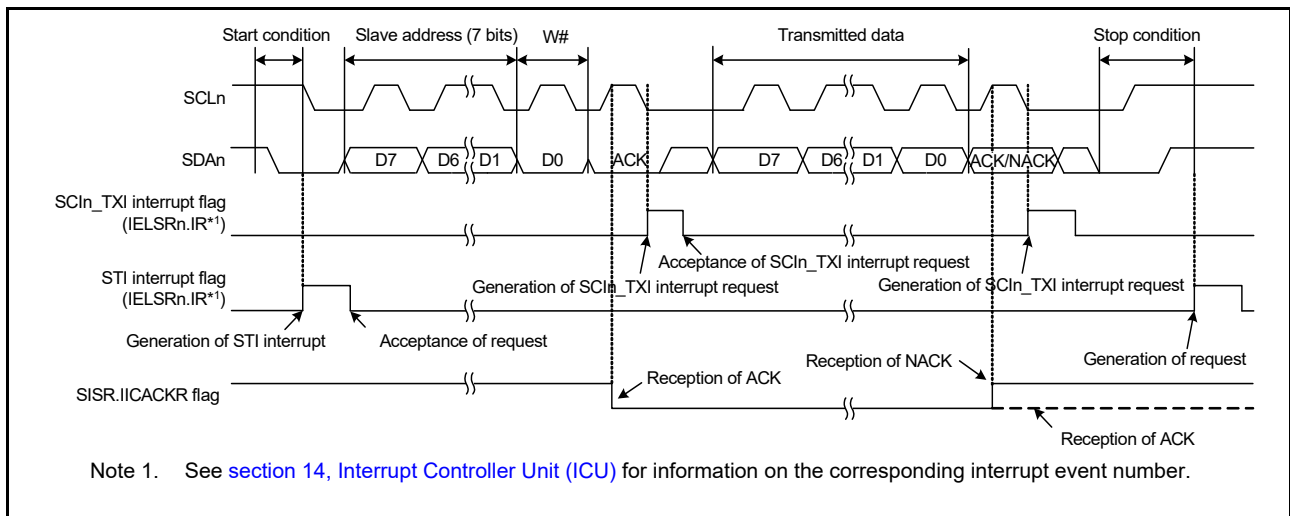 Start condition Slave address (7 bits) W# Transmitted data Stop condition
SCLn
SDAn D7 D6 D1 D0 ACK D7 D6 D1 D0 ACK/NACK
SCIn_TXI interrupt flag
(IELSRn.IR*1)
Acceptance of SCIn_TXI interrupt request
Generation of SCIn_TXI interrupt request Generation of SCIn_TXI interrupt request
STI interrupt flag
(IELSRn.IR*1)
Generation of STI interrupt Acceptance of request Generation of request
Reception of ACK Reception of NACK
SISR.IICACKR flag
Reception of ACK
Note 1. See section 14, Interrupt Controller Unit (ICU) for information on the corresponding interrupt event number.